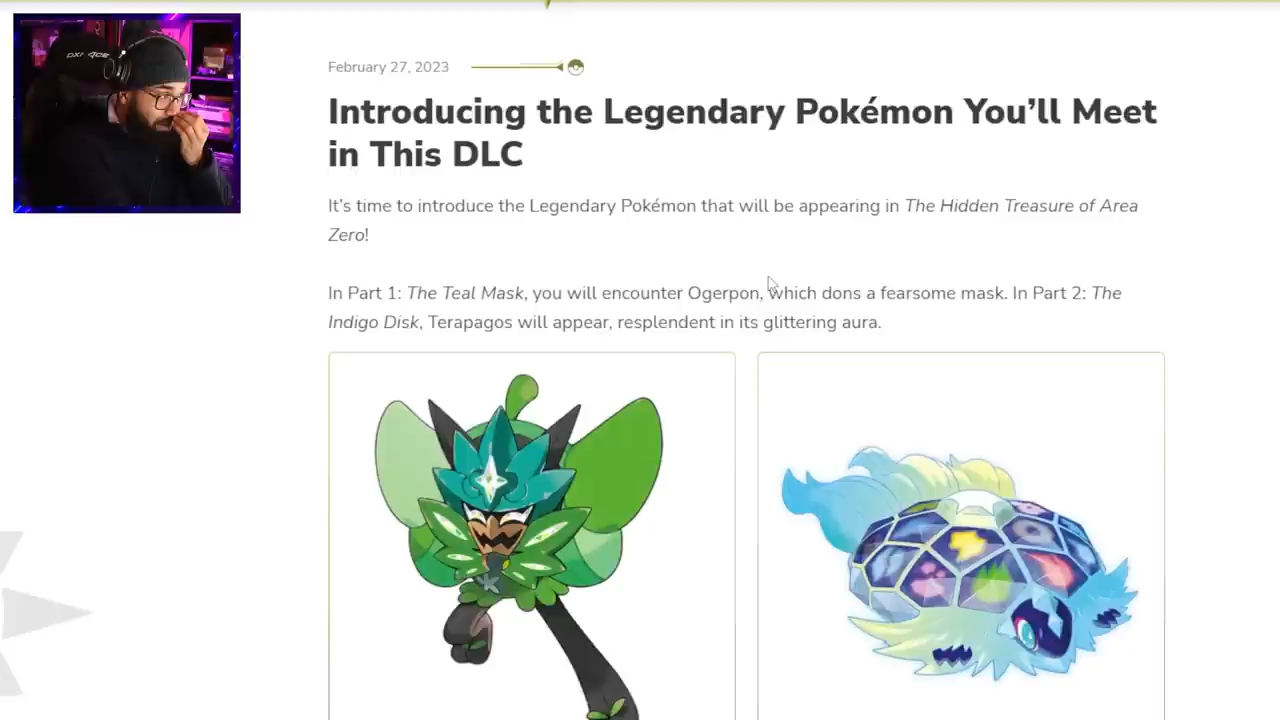 DXRACER
February 27, 2023
Introducing the Legendary Pokémon You’ll Meet
in This DLC
It’s time to introduce the Legendary Pokémon that will be appearing in The Hidden Treasure of Area
Zero!
In Part 1: The Teal Mask, you will encounter Ogerpon, which dons a fearsome mask. In Part 2: The
Indigo Disk, Terapagos will appear, resplendent in its glittering aura.